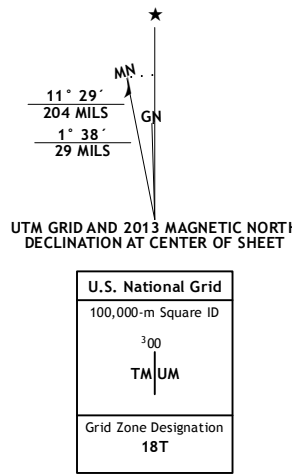 ★
MN
GN
11° 29´
204 MILS
1° 38´
29 MILS
UTM GRID AND 2013 MAGNETIC NORTH
DECLINATION AT CENTER OF SHEET
U.S. National Grid
100,000-m Square ID
³00
TM UM
Grid Zone Designation
18T